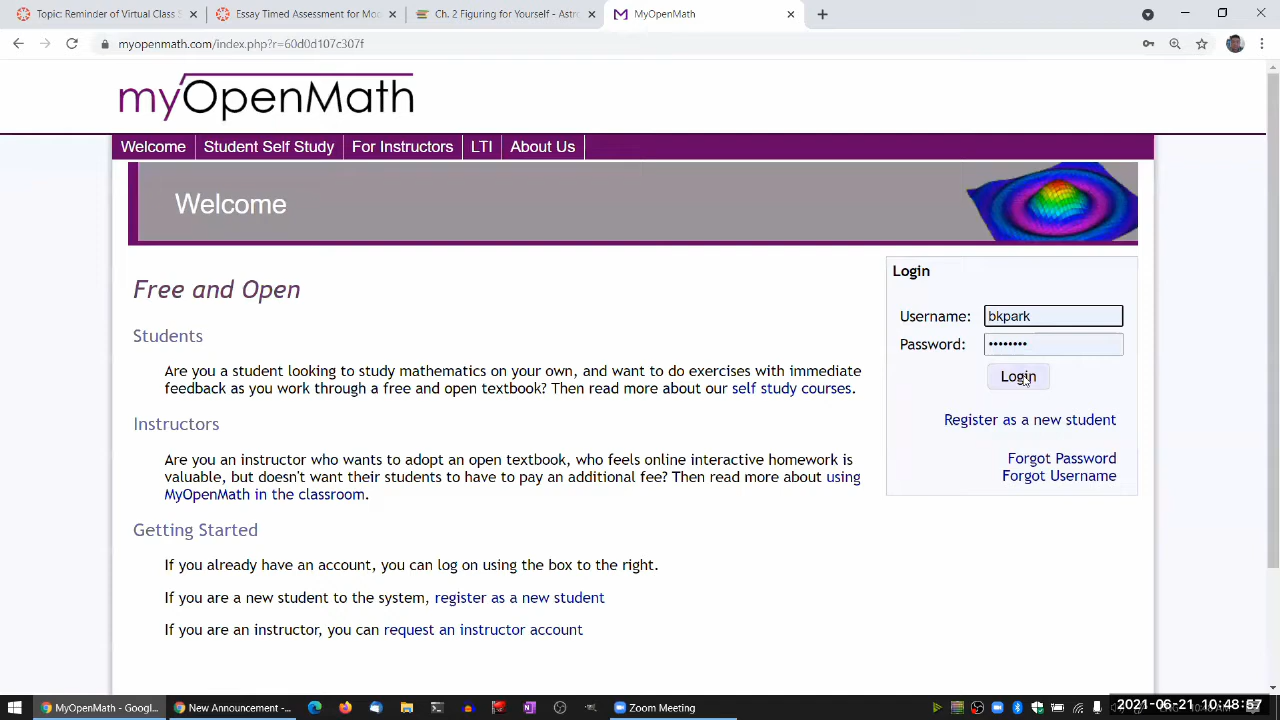 Topic: Reminder of Virtual Class S
Essay Timed Assessment for Mo
Ch. 2 Figuring for Yourself - Astro
MyOpenMath
myopenmath.com/index.php?r=60d0d107c307f
myOpenMath
Welcome
Student Self Study
For Instructors
LTI
About Us
Welcome
Free and Open
Students
Are you a student looking to study mathematics on your own, and want to do exercises with immediate
feedback as you work through a free and open textbook? Then read more about our self study courses.
Instructors
Are you an instructor who wants to adopt an open textbook, who feels online interactive homework is
valuable, but doesn't want their students to have to pay an additional fee? Then read more about using
MyOpenMath in the classroom.
Getting Started
If you already have an account, you can log on using the box to the right.
If you are a new student to the system, register as a new student
If you are an instructor, you can request an instructor account
Login
Username: bkpark
Password: ••••••••
Login
Register as a new student
Forgot Password
Forgot Username
MyOpenMath - Googl...
New Announcement -...
Zoom Meeting
2021-06-21 10:48:57